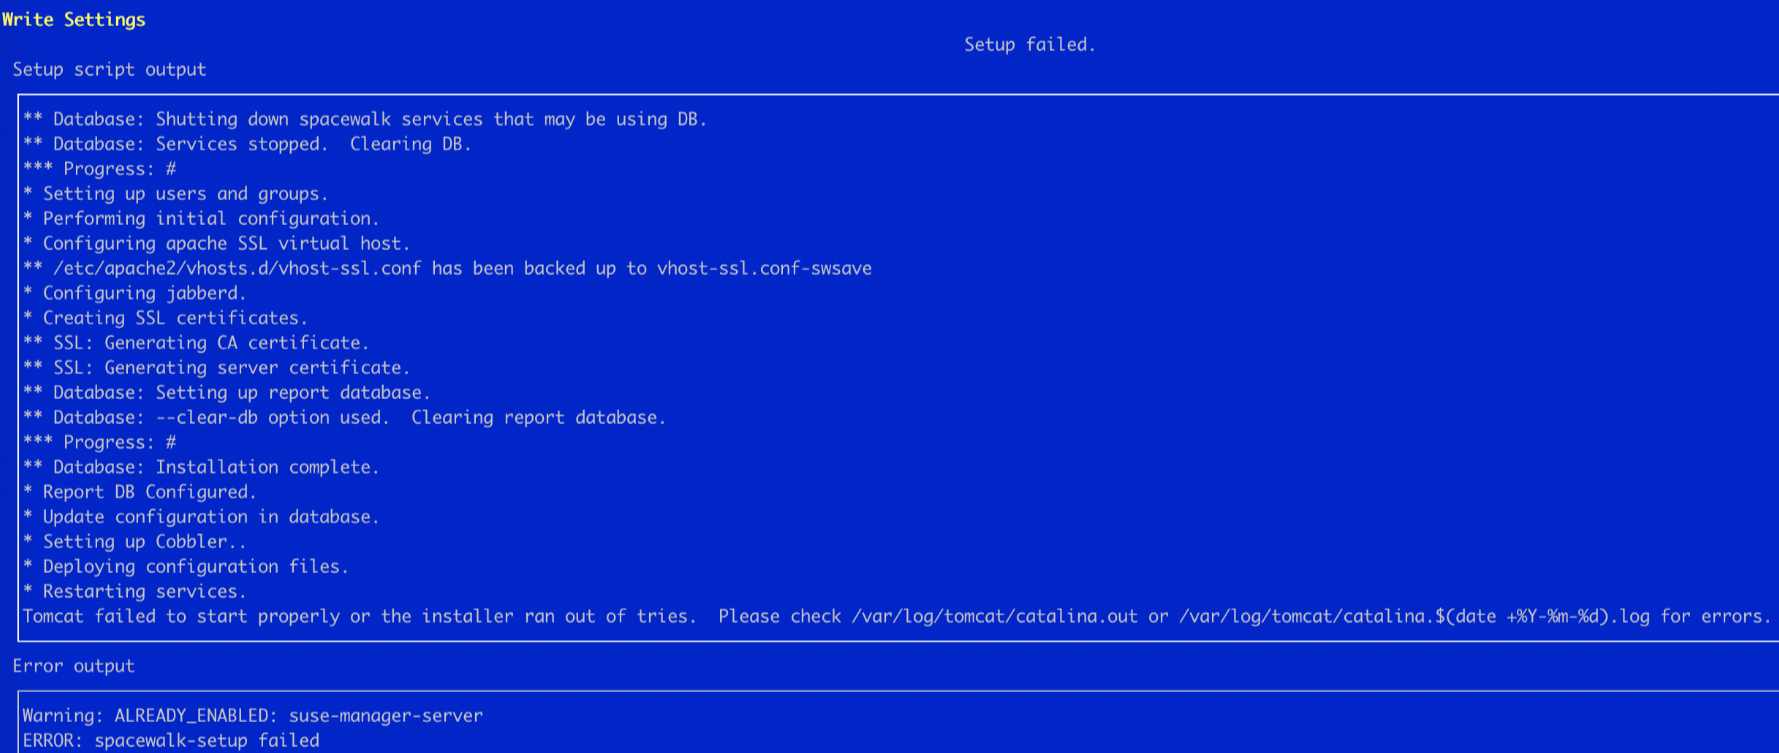 Write Settings
Setup failed.
Setup script output
** Database: Shutting down spacewalk services that may be using DB.
** Database: Services stopped.  Clearing DB.
*** Progress: #
* Setting up users and groups.
* Performing initial configuration.
* Configuring apache SSL virtual host.
** /etc/apache2/vhosts.d/vhost-ssl.conf has been backed up to vhost-ssl.conf-swsave
* Configuring jabberd.
* Creating SSL certificates.
** SSL: Generating CA certificate.
** SSL: Generating server certificate.
** Database: Setting up report database.
** Database: --clear-db option used.  Clearing report database.
*** Progress: #
** Database: Installation complete.
* Report DB Configured.
* Update configuration in database.
* Setting up Cobbler..
* Deploying configuration files.
* Restarting services.
Tomcat failed to start properly or the installer ran out of tries.  Please check /var/log/tomcat/catalina.out or /var/log/tomcat/catalina.$(date +%Y-%m-%d).log for errors.
Error output
Warning: ALREADY_ENABLED: suse-manager-server
ERROR: spacewalk-setup failed